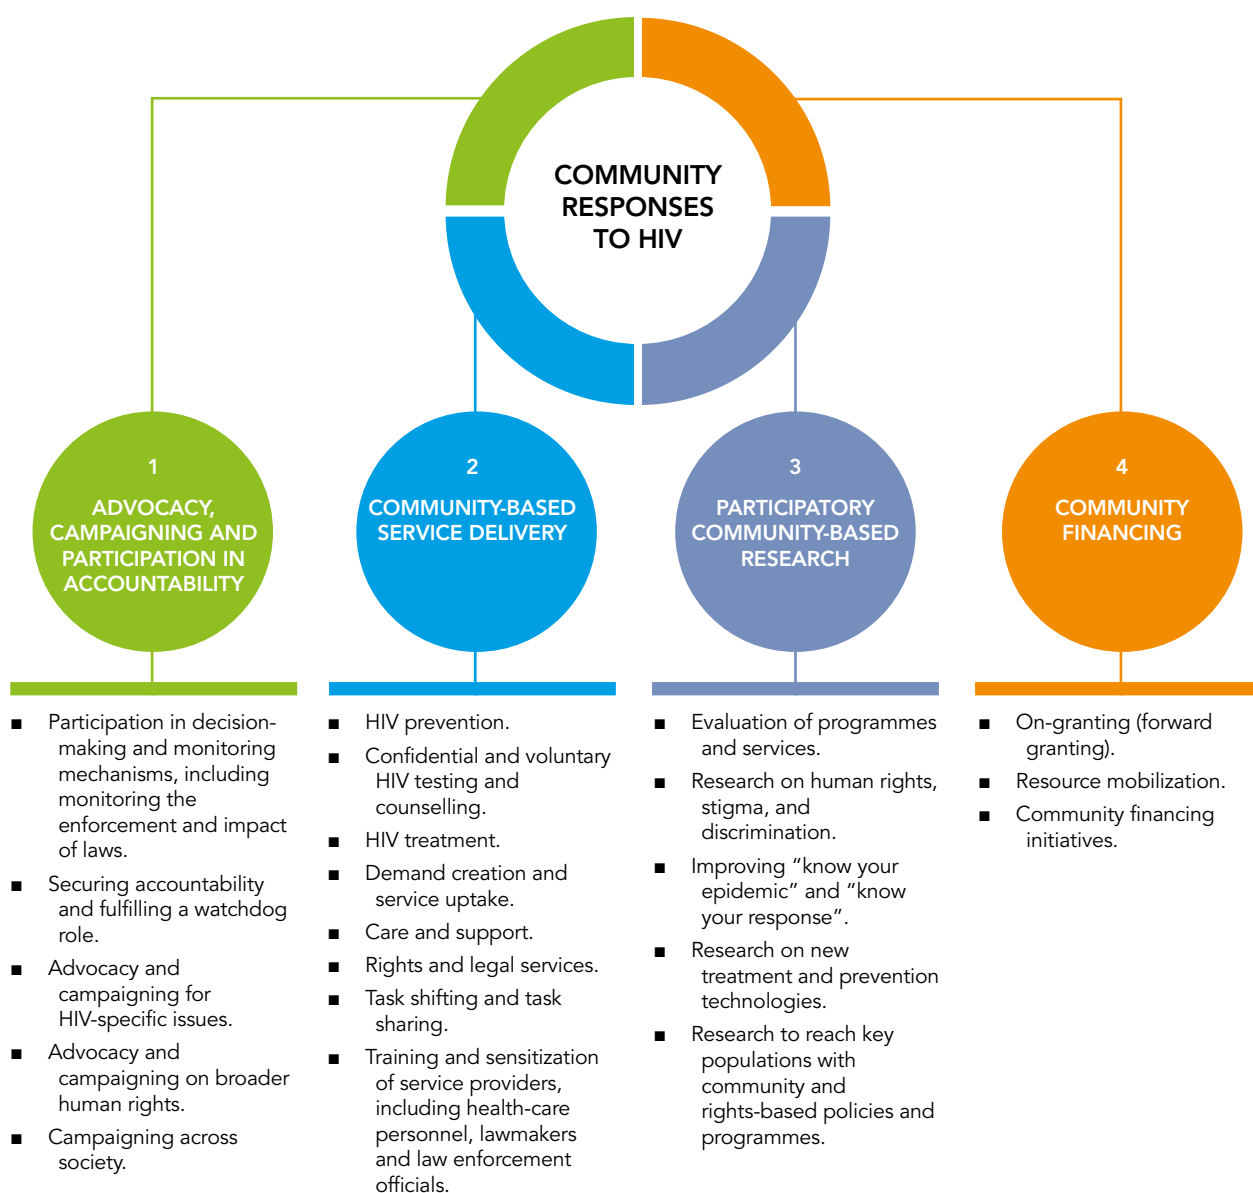 COMMUNITY
RESPONSES
TO HIV
1
ADVOCACY,
CAMPAIGNING AND
PARTICIPATION IN
ACCOUNTABILITY
■ Participation in decision-
making and monitoring
mechanisms, including
monitoring the
enforcement and impact
of laws.
■ Securing accountability
and fulfilling a watchdog
role.
■ Advocacy and
campaigning for
HIV-specific issues.
■ Advocacy and
campaigning on broader
human rights.
■ Campaigning across
society.
2
COMMUNITY-BASED
SERVICE DELIVERY
■ HIV prevention.
■ Confidential and voluntary
HIV testing and
counselling.
■ HIV treatment.
■ Demand creation and
service uptake.
■ Care and support.
■ Rights and legal services.
■ Task shifting and task
sharing.
■ Training and sensitization
of service providers,
including health-care
personnel, lawmakers
and law enforcement
officials.
3
PARTICIPATORY
COMMUNITY-BASED
RESEARCH
■ Evaluation of programmes
and services.
■ Research on human rights,
stigma, and
discrimination.
■ Improving “know your
epidemic” and “know
your response”.
■ Research on new
treatment and prevention
technologies.
■ Research to reach key
populations with
community and
rights-based policies and
programmes.
4
COMMUNITY
FINANCING
■ On-granting (forward
granting).
■ Resource mobilization.
■ Community financing
initiatives.